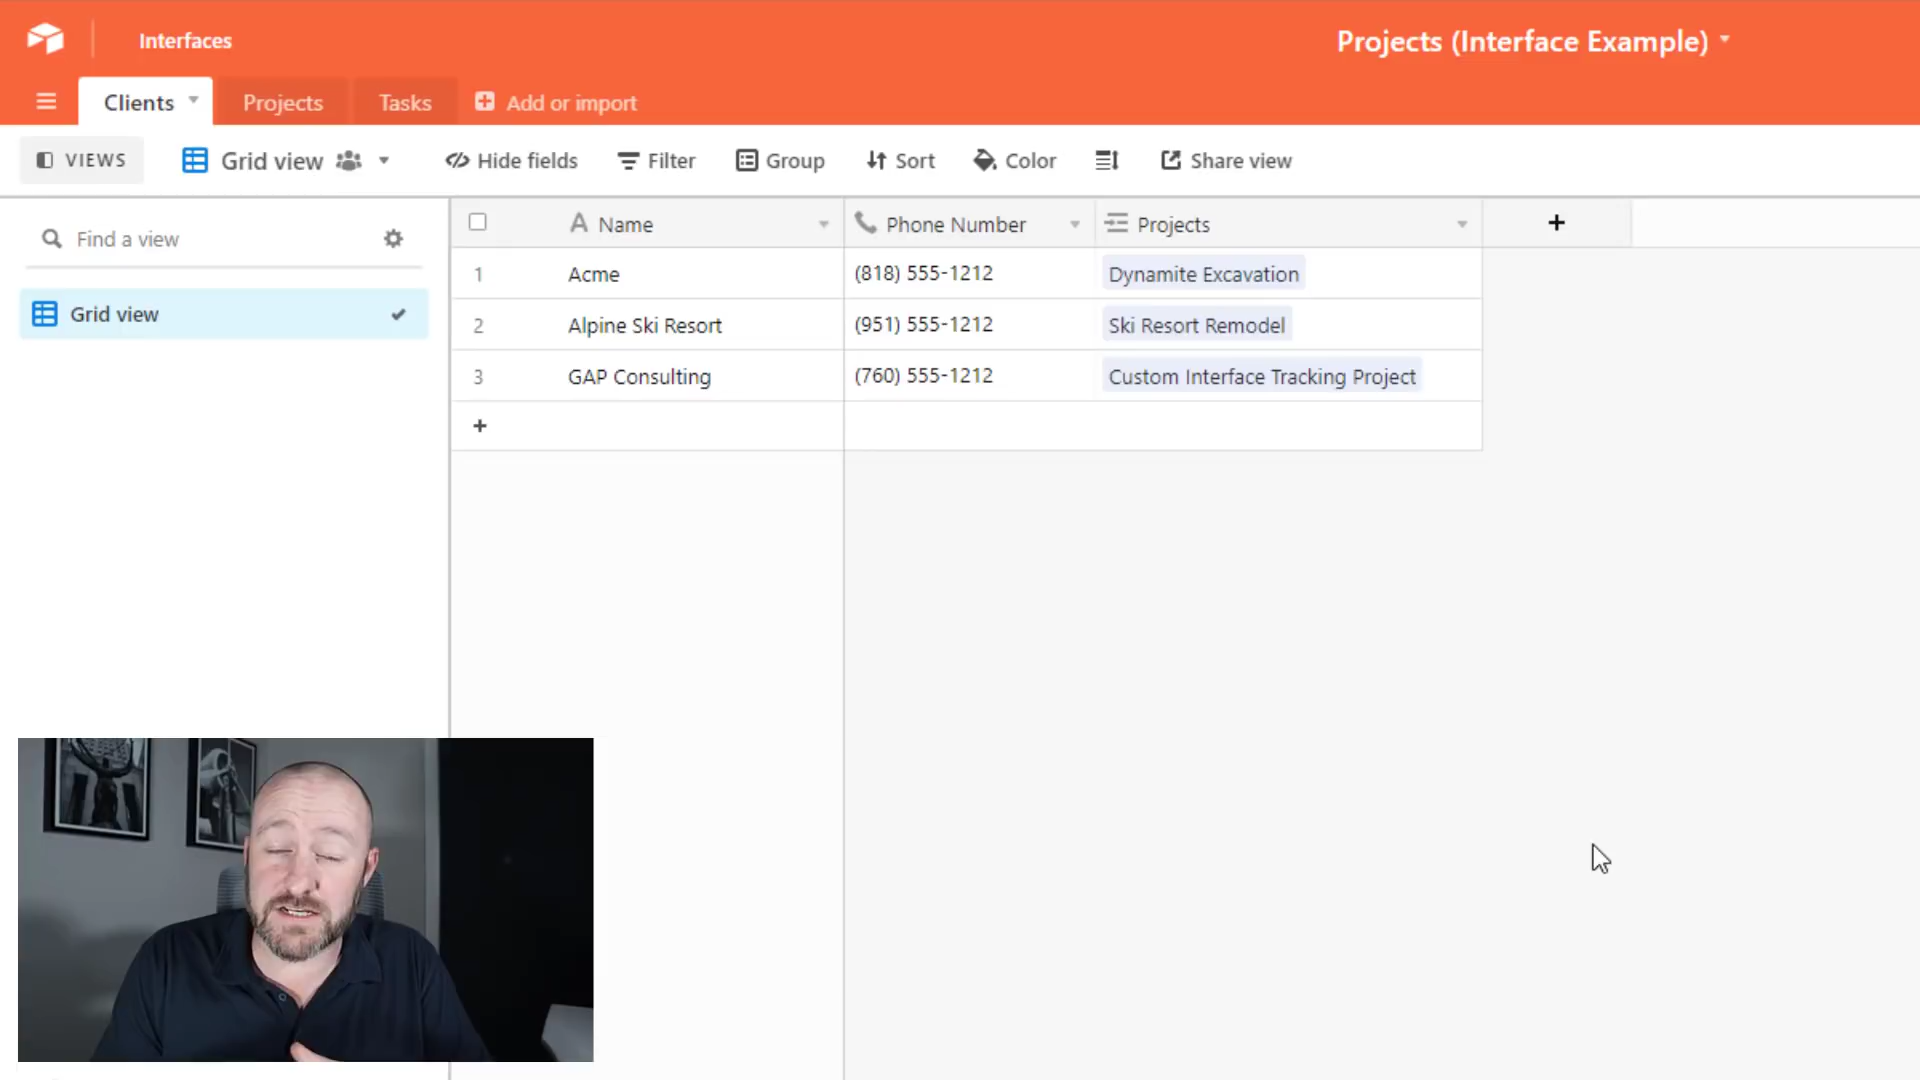 Interfaces
Projects (Interface Example)
Clients
Projects
Tasks
Add or import
VIEWS
Grid view
Hide fields
Filter
Group
Sort
Color
Share view
Find a view
Grid view
Name
Phone Number
Projects
1 Acme (818) 555-1212 Dynamite Excavation
2 Alpine Ski Resort (951) 555-1212 Ski Resort Remodel
3 GAP Consulting (760) 555-1212 Custom Interface Tracking Project